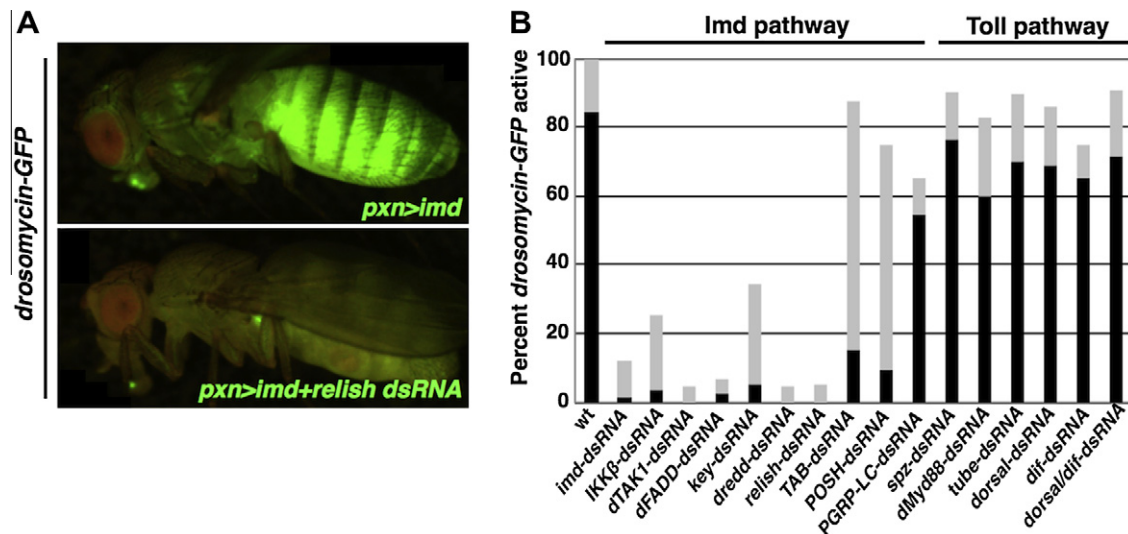 A
drosomycin-GFP
pxn>imd
pxn>imd+relish dsRNA
B
Imd pathway
Toll pathway
Percent drosomycin-GFP active
100
80
60
40
20
0
wt
imd-dsRNA
IKKβ-dsRNA
dTAK1-dsRNA
dFADD-dsRNA
key-dsRNA
dredd-dsRNA
relish-dsRNA
TAB-dsRNA
POSH-dsRNA
PGRP-LC-dsRNA
spz-dsRNA
dMyd88-dsRNA
tube-dsRNA
dorsal-dsRNA
dif-dsRNA
dorsal/dif-dsRNA